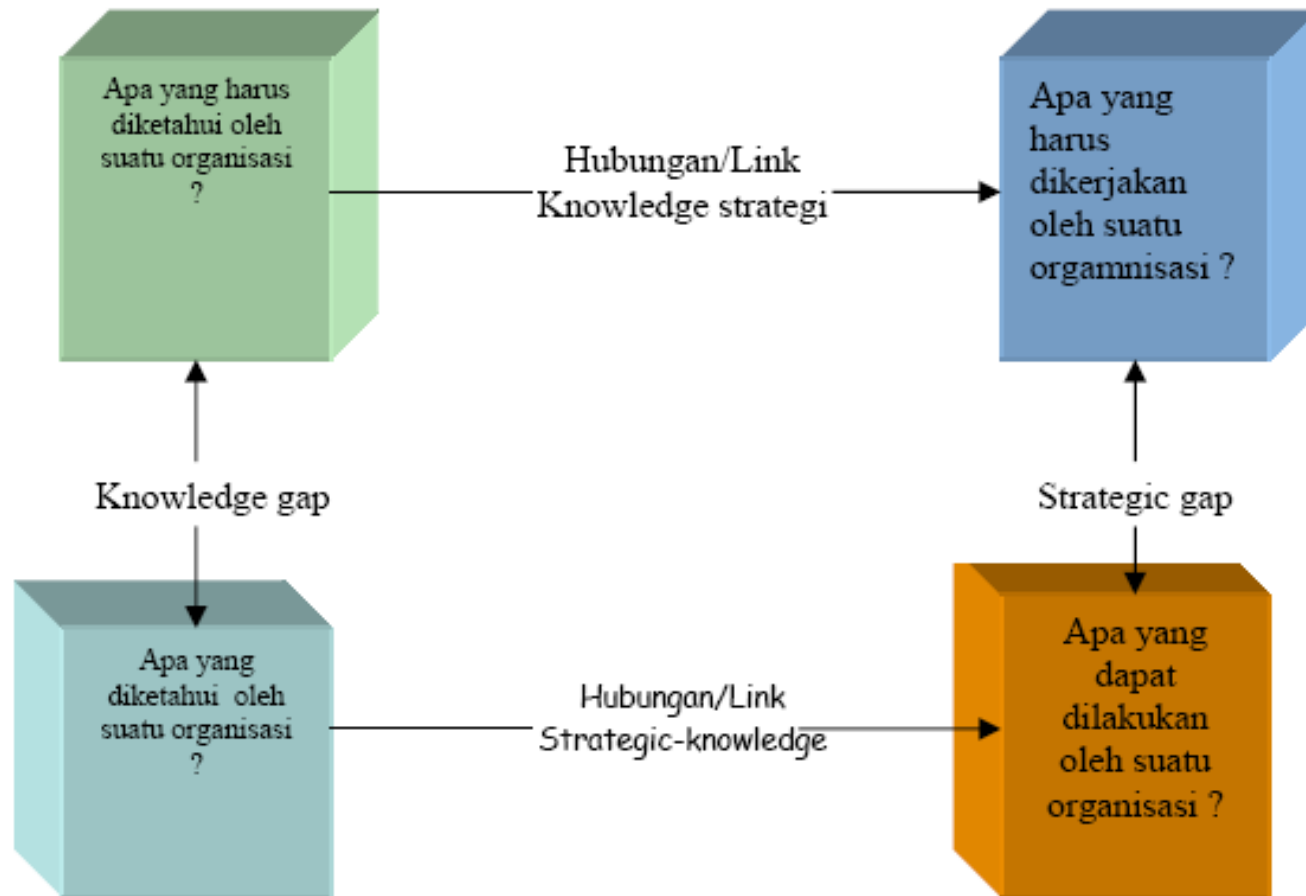 Apa yang harus
diketahui oleh
suatu organisasi
?
Hubungan/Link
Knowledge strategi
Apa yang
harus
dikerjakan
oleh suatu
orgamnisasi ?
Knowledge gap
Strategic gap
Apa yang
diketahui oleh
suatu organisasi
?
Hubungan/Link
Strategic-knowledge
Apa yang
dapat
dilakukan
oleh suatu
organisasi ?